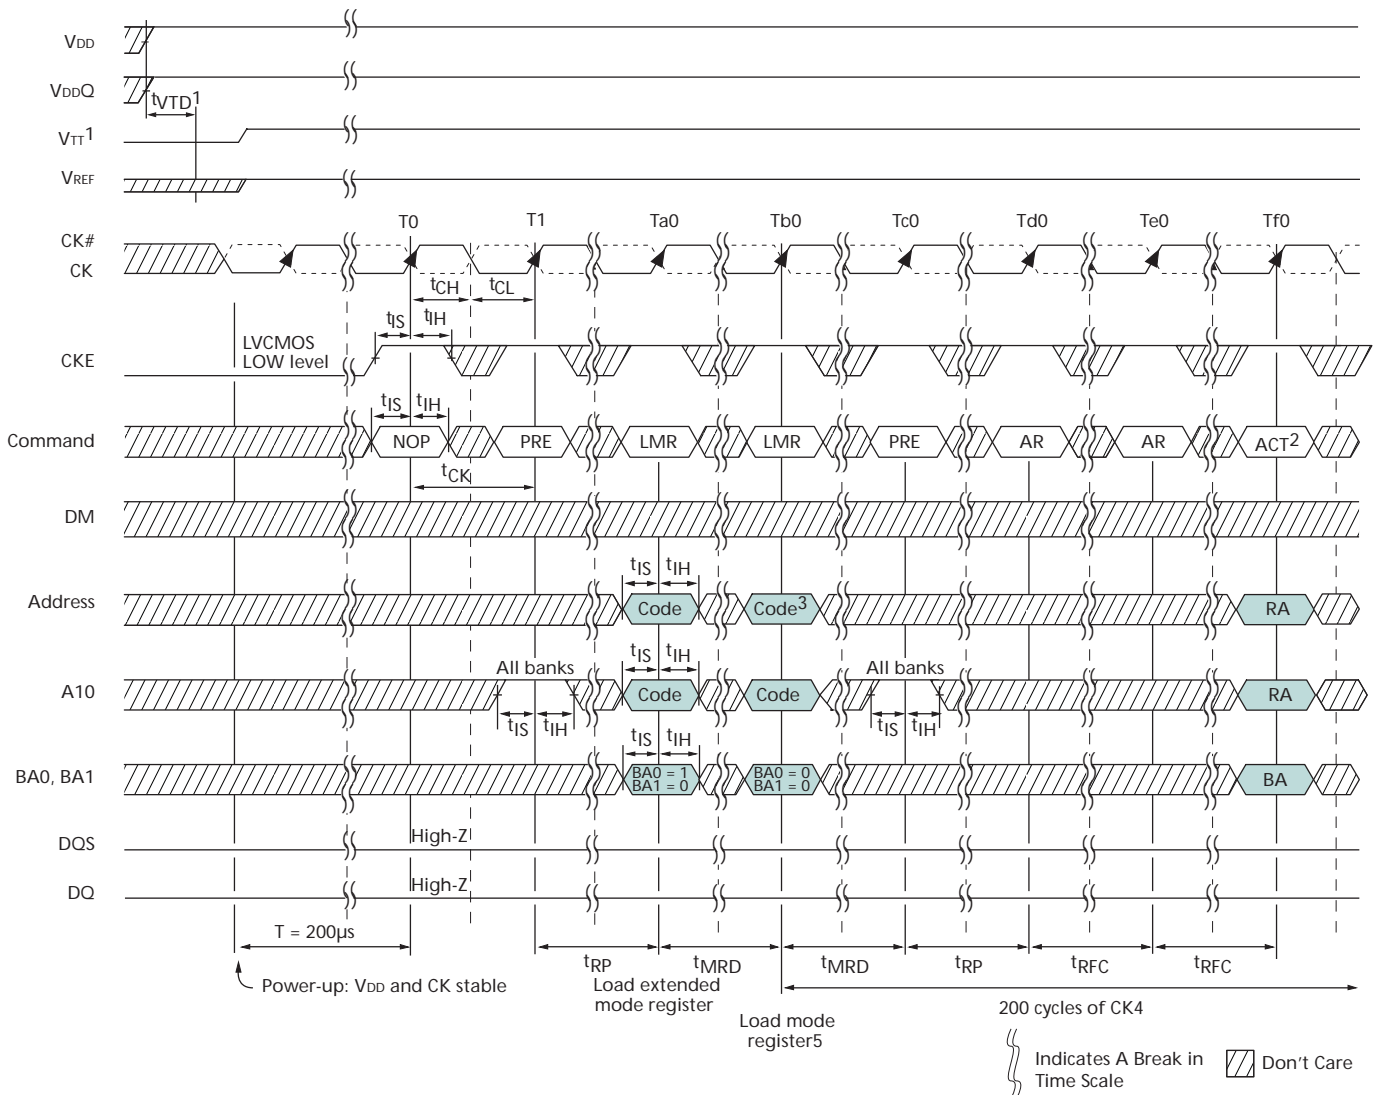 VDD
VDDQ
tVTD1
VTT1
VREF
T0 T1 Ta0 Tb0 Tc0 Td0 Te0 Tf0
CK#
CK
tCH tCL
tIS tIH
LVCMOS
LOW level
CKE
tIS tIH
Command NOP PRE LMR LMR PRE AR AR ACT2
tCK
DM
tIS tIH
Address Code Code3 RA
All banks tIS tIH All banks
A10 Code Code RA
tIS tIH tIS tIH
tIS tIH
BA0, BA1 BA0 = 1 BA0 = 0 BA
BA1 = 0 BA1 = 0
DQS High-Z
DQ High-Z
T = 200µs
tRP tMRD tMRD tRP tRFC tRFC
Power-up: VDD and CK stable
Load extended
mode register
200 cycles of CK4
Load mode
register5
Indicates A Break in
Time Scale
Don't Care